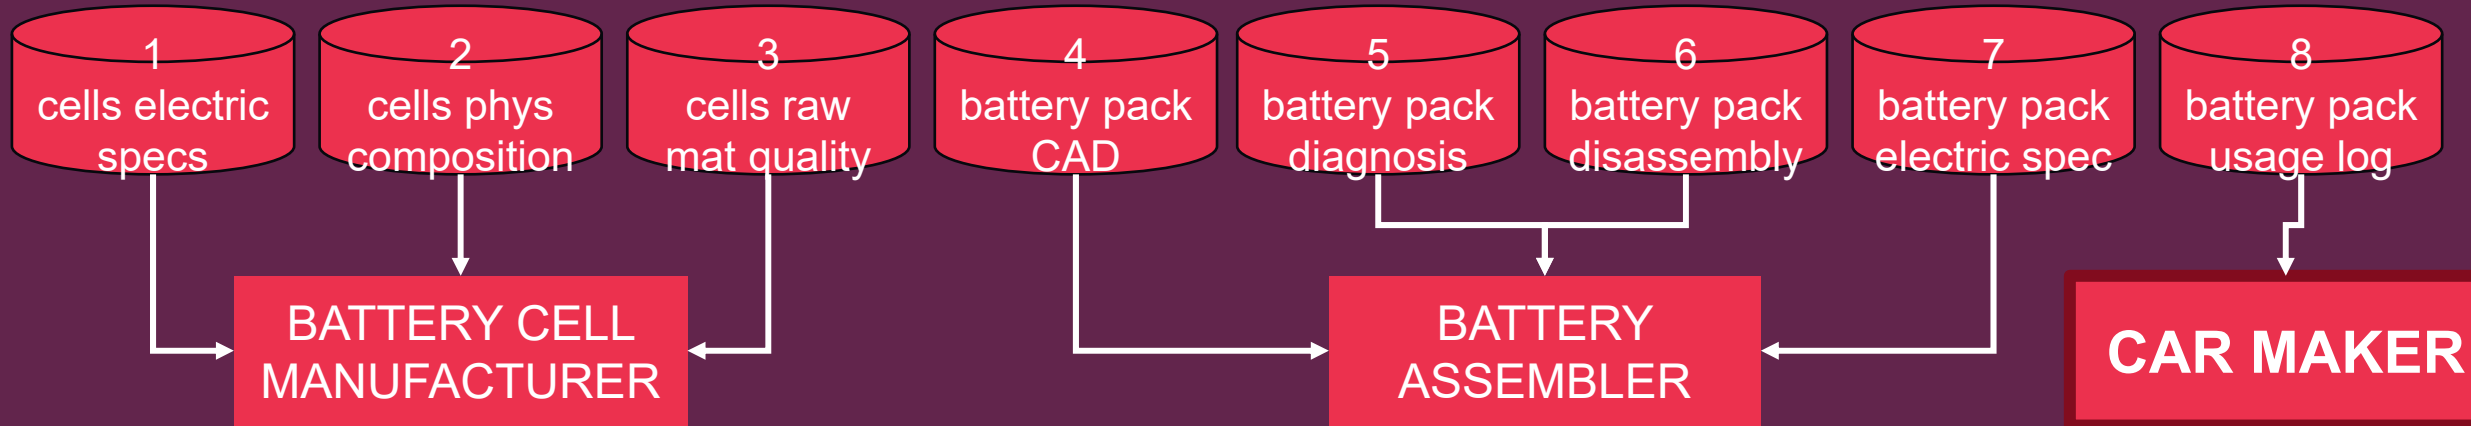 1
cells electric
specs
2
cells phys
composition
3
cells raw
mat quality
4
battery pack
CAD
5
battery pack
diagnosis
6
battery pack
disassembly
7
battery pack
electric spec
8
battery pack
usage log
BATTERY CELL
MANUFACTURER
BATTERY
ASSEMBLER
CAR MAKER